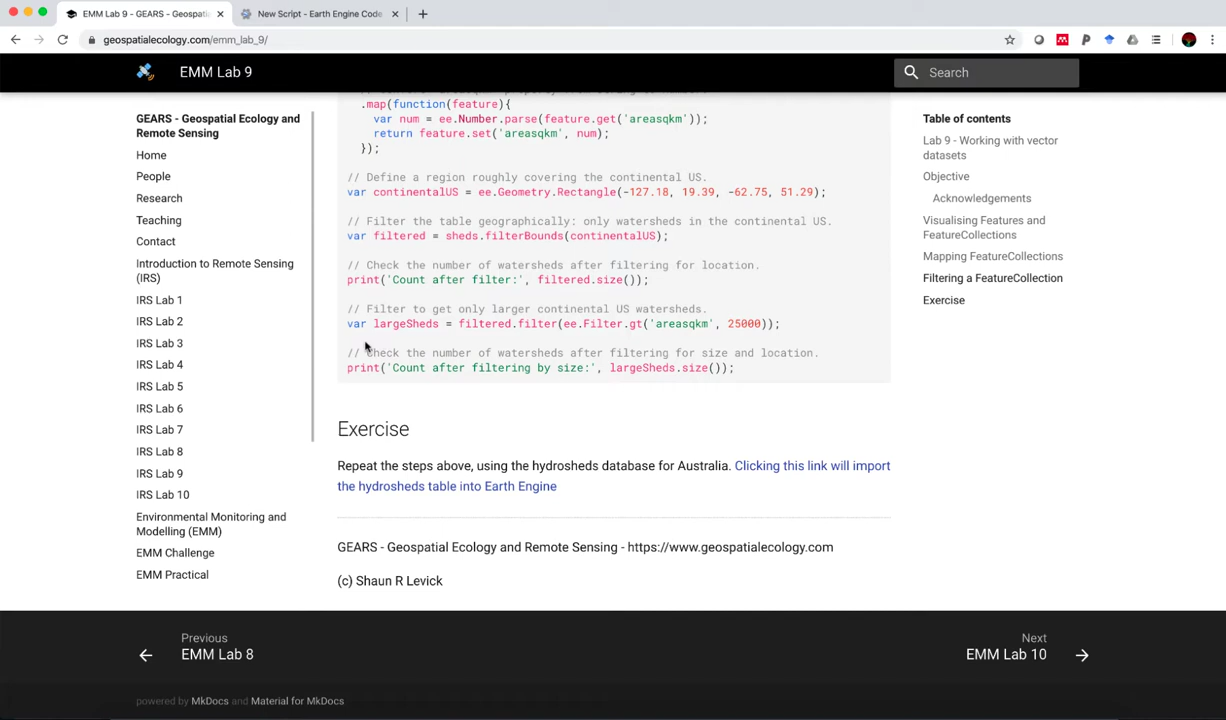 EMM Lab 9 - GEARS - Geospatia
New Script - Earth Engine Code
geospatialecology.com/emm_lab_9/
EMM Lab 9
Search
GEARS - Geospatial Ecology and
Remote Sensing
Home
People
Research
Teaching
Contact
Introduction to Remote Sensing
(IRS)
IRS Lab 1
IRS Lab 2
IRS Lab 3
IRS Lab 4
IRS Lab 5
IRS Lab 6
IRS Lab 7
IRS Lab 8
IRS Lab 9
IRS Lab 10
Environmental Monitoring and
Modelling (EMM)
EMM Challenge
EMM Practical
.map(function(feature){
var num = ee.Number.parse(feature.get('areasqkm'));
return feature.set('areasqkm', num);
});
// Define a region roughly covering the continental US.
var continentalUS = ee.Geometry.Rectangle(-127.18, 19.39, -62.75, 51.29);
// Filter the table geographically: only watersheds in the continental US.
var filtered = sheds.filterBounds(continentalUS);
// Check the number of watersheds after filtering for location.
print('Count after filter:', filtered.size());
// Filter to get only larger continental US watersheds.
var largeSheds = filtered.filter(ee.Filter.gt('areasqkm', 25000));
// Check the number of watersheds after filtering for size and location.
print('Count after filtering by size:', largeSheds.size());
Exercise
Repeat the steps above, using the hydrosheds database for Australia. Clicking this link will import
the hydrosheds table into Earth Engine
GEARS - Geospatial Ecology and Remote Sensing - https://www.geospatialecology.com
(c) Shaun R Levick
Table of contents
Lab 9 - Working with vector
datasets
Objective
Acknowledgements
Visualising Features and
FeatureCollections
Mapping FeatureCollections
Filtering a FeatureCollection
Exercise
Previous
EMM Lab 8
Next
EMM Lab 10
powered by MkDocs and Material for MkDocs